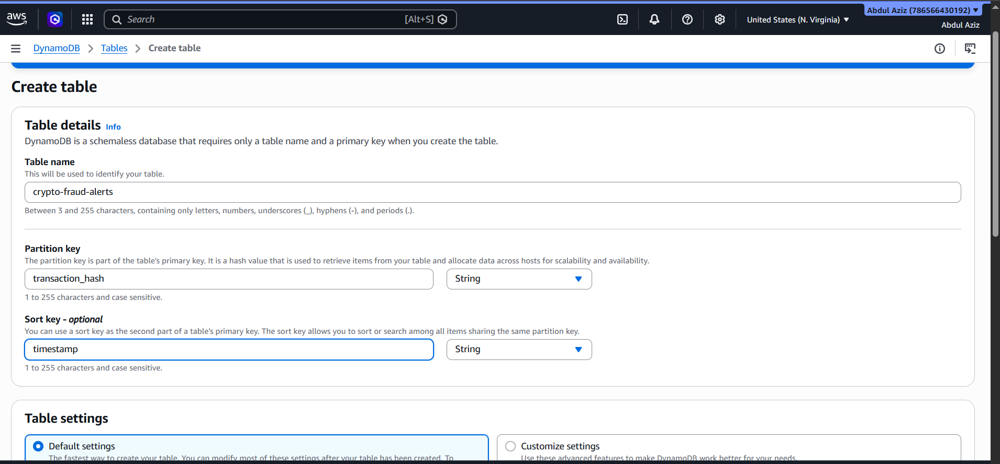 aws
Search [Alt+S]
United States (N. Virginia)
Abdul Aziz (786566430192)
Abdul Aziz
DynamoDB
Tables
Create table
Create table
Table details Info
DynamoDB is a schemaless database that requires only a table name and a primary key when you create the table.
Table name
This will be used to identify your table.
crypto-fraud-alerts
Between 3 and 255 characters, containing only letters, numbers, underscores (_), hyphens (-), and periods (.).
Partition key
The partition key is part of the table's primary key. It is a hash value that is used to retrieve items from your table and allocate data across hosts for scalability and availability.
transaction_hash String
1 to 255 characters and case sensitive.
Sort key - optional
You can use a sort key as the second part of a table's primary key. The sort key allows you to sort or search among all items sharing the same partition key.
timestamp String
1 to 255 characters and case sensitive.
Table settings
Default settings
The fastest way to create your table. You can modify most of these settings after your table has been created. To
Customize settings
Use these advanced features to make DynamoDB work better for your needs.